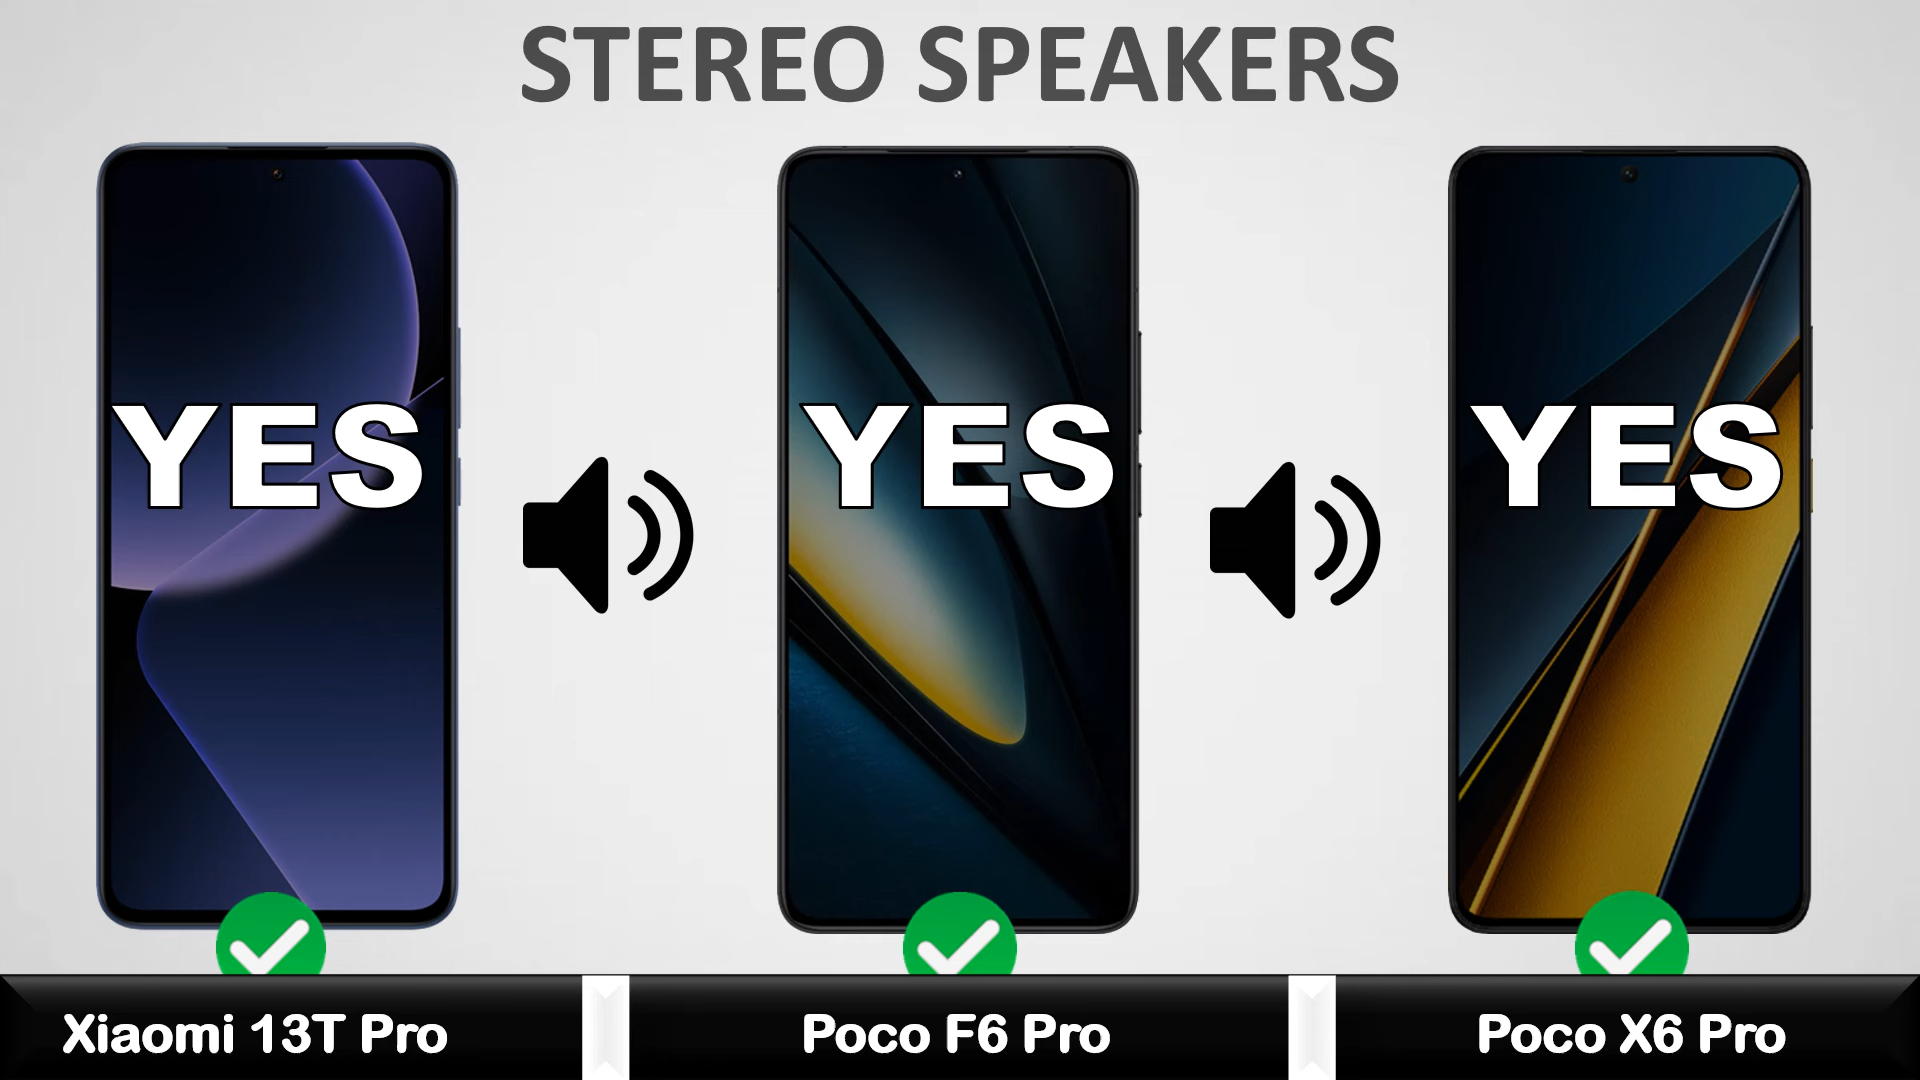 STEREO SPEAKERS
YES
YES
YES
Xiaomi 13T Pro
Poco F6 Pro
Poco X6 Pro